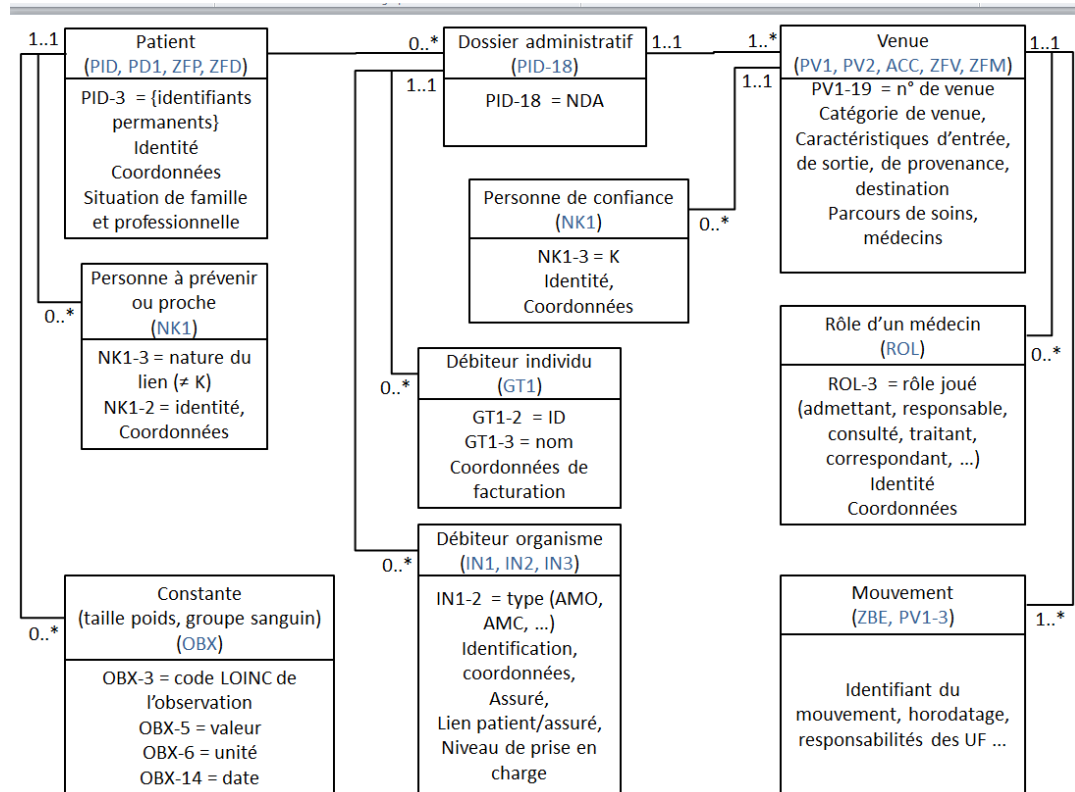 1..1
Patient
(PID, PD1, ZFP, ZFD)
PID-3 = {identifiants
permanents}
Identité
Coordonnées
Situation de famille
et professionnelle
0..*
Dossier administratif
(PID-18)
1..1
1..1
PID-18 = NDA
1..*
Venue
(PV1, PV2, ACC, ZFV, ZFM)
1..1
1..1
PV1-19 = n° de venue
Catégorie de venue,
Caractéristiques d'entrée,
de sortie, de provenance,
destination
Parcours de soins,
médecins
Personne de confiance
(NK1)
0..*
NK1-3 = K
Identité,
Coordonnées
Personne à prévenir
ou proche
(NK1)
0..*
NK1-3 = nature du
lien (≠ K)
NK1-2 = identité,
Coordonnées
Débiteur individu
(GT1)
0..*
GT1-2 = ID
GT1-3 = nom
Coordonnées de
facturation
Rôle d'un médecin
(ROL)
0..*
ROL-3 = rôle joué
(admettant, responsable,
consulté, traitant,
correspondant, ...)
Identité
Coordonnées
Débiteur organisme
(IN1, IN2, IN3)
0..*
IN1-2 = type (AMO,
AMC, ...)
Identification,
coordonnées,
Assuré,
Lien patient/assuré,
Niveau de prise en
charge
Constante
(taille poids, groupe sanguin)
(OBX)
0..*
OBX-3 = code LOINC de
l'observation
OBX-5 = valeur
OBX-6 = unité
OBX-14 = date
Mouvement
(ZBE, PV1-3)
1..*
Identifiant du
mouvement, horodatage,
responsabilités des UF ...